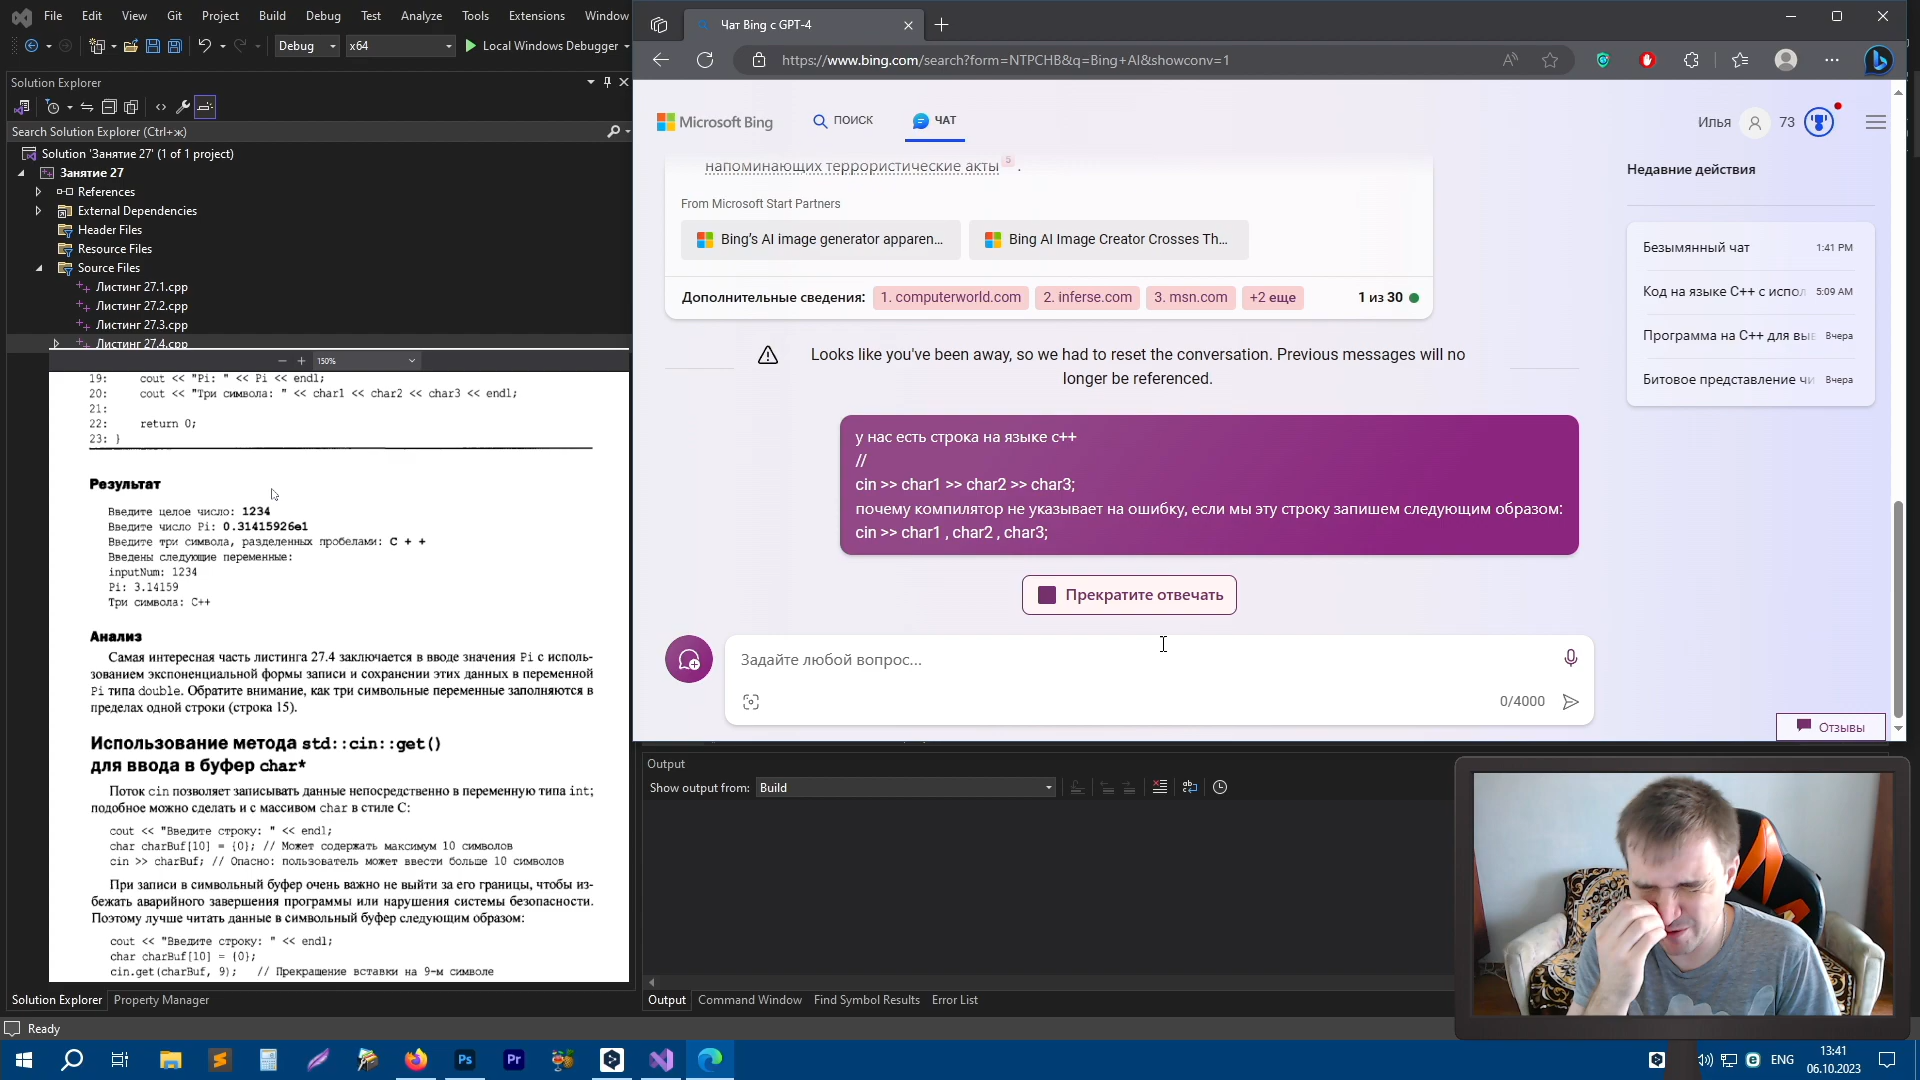 File Edit View Git Project Build Debug Test Analyze Tools Extensions Window
Debug x64 Local Windows Debugger
Solution Explorer
Search Solution Explorer (Ctrl+ж)
Solution 'Занятие 27' (1 of 1 project)
Занятие 27
References
External Dependencies
Header Files
Resource Files
Source Files
Листинг 27.1.cpp
Листинг 27.2.cpp
Листинг 27.3.cpp
Листинг 27.4.cpp
150%
19: cout << "Pi: " << Pi << endl;
20: cout << "Три символа: " << char1 << char2 << char3 << endl;
21:
22: return 0;
23: }
Результат
Введите целое число: 1234
Введите число Pi: 0.31415926e1
Введите три символа, разделенных пробелами: C + +
Введены следующие переменные:
inputNum: 1234
Pi: 3.14159
Три символа: C++
Анализ
Самая интересная часть листинга 27.4 заключается в вводе значения Pi с исполь-
зованием экспоненциальной формы записи и сохранении этих данных в переменной
Pi типа double. Обратите внимание, как три символьные переменные заполняются в
пределах одной строки (строка 15).
Использование метода std::cin::get()
для ввода в буфер char*
Поток cin позволяет записывать данные непосредственно в переменную типа int;
подобное можно сделать и с массивом char в стиле C:
cout << "Введите строку: " << endl;
char charBuf[10] = {0}; // Может содержать максимум 10 символов
cin >> charBuf; // Опасно: пользователь может ввести больше 10 символов
При записи в символьный буфер очень важно не выйти за его границы, чтобы из-
бежать аварийного завершения программы или нарушения системы безопасности.
Поэтому лучше читать данные в символьный буфер следующим образом:
cout << "Введите строку: " << endl;
char charBuf[10] = {0};
cin.get(charBuf, 9); // Прекращение вставки на 9-м символе
Solution Explorer Property Manager
Ready
Чат Bing с GPT-4
https://www.bing.com/search?form=NTPCHB&q=Bing+AI&showconv=1
Microsoft Bing
ПОИСК
ЧАТ
Илья 73
напоминающих террористические акты 5 .
From Microsoft Start Partners
Bing's AI image generator apparen...
Bing AI Image Creator Crosses Th...
Дополнительные сведения: 1. computerworld.com 2. inferse.com 3. msn.com +2 еще 1 из 30
Looks like you've been away, so we had to reset the conversation. Previous messages will no
longer be referenced.
у нас есть строка на языке с++
//
cin >> char1 >> char2 >> char3;
почему компилятор не указывает на ошибку, если мы эту строку запишем следующим образом:
cin >> char1 , char2 , char3;
Прекратите отвечать
Задайте любой вопрос...
0/4000
Недавние действия
Безымянный чат 1:41 PM
Код на языке C++ с испол 5:09 AM
Программа на C++ для выв Вчера
Битовое представление чи Вчера
Отзывы
Output
Show output from: Build
Output Command Window Find Symbol Results Error List
Ps
Pr
ENG
13:41
06.10.2023